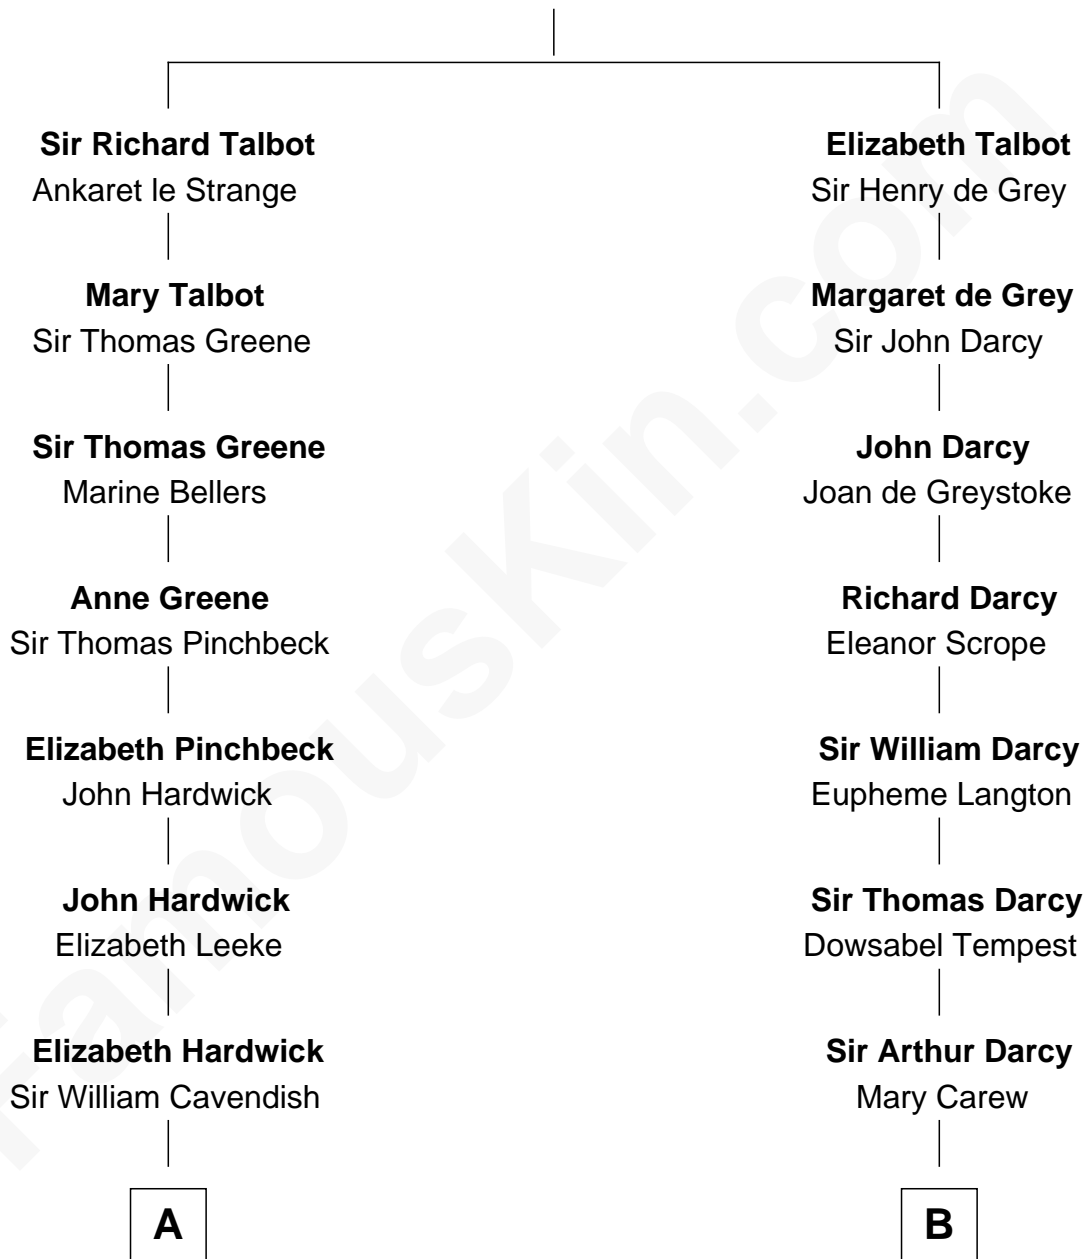 Sir Richard Talbot
Ankaret le Strange
Mary Talbot
Sir Thomas Greene
Sir Thomas Greene
Marine Bellers
Anne Greene
Sir Thomas Pinchbeck
Elizabeth Pinchbeck
John Hardwick
John Hardwick
Elizabeth Leeke
Elizabeth Hardwick
Sir William Cavendish
A
Elizabeth Talbot
Sir Henry de Grey
Margaret de Grey
Sir John Darcy
John Darcy
Joan de Greystoke
Richard Darcy
Eleanor Scrope
Sir William Darcy
Eupheme Langton
Sir Thomas Darcy
Dowsabel Tempest
Sir Arthur Darcy
Mary Carew
B
FamousKin.com